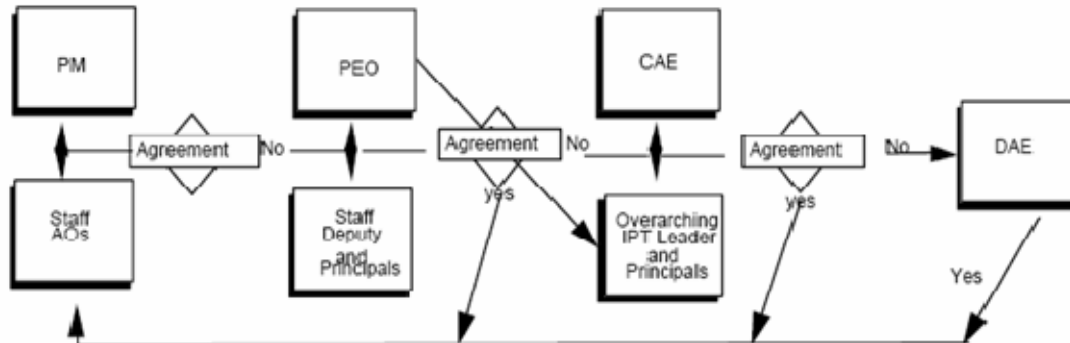 PM
PEO
CAE
Agreement
No
Agreement
No
yes
Agreement
No
yes
DAE
Staff
AOs
Staff
Deputy
and
Principals
Overarching
IPT Leader
and
Principals
Yes